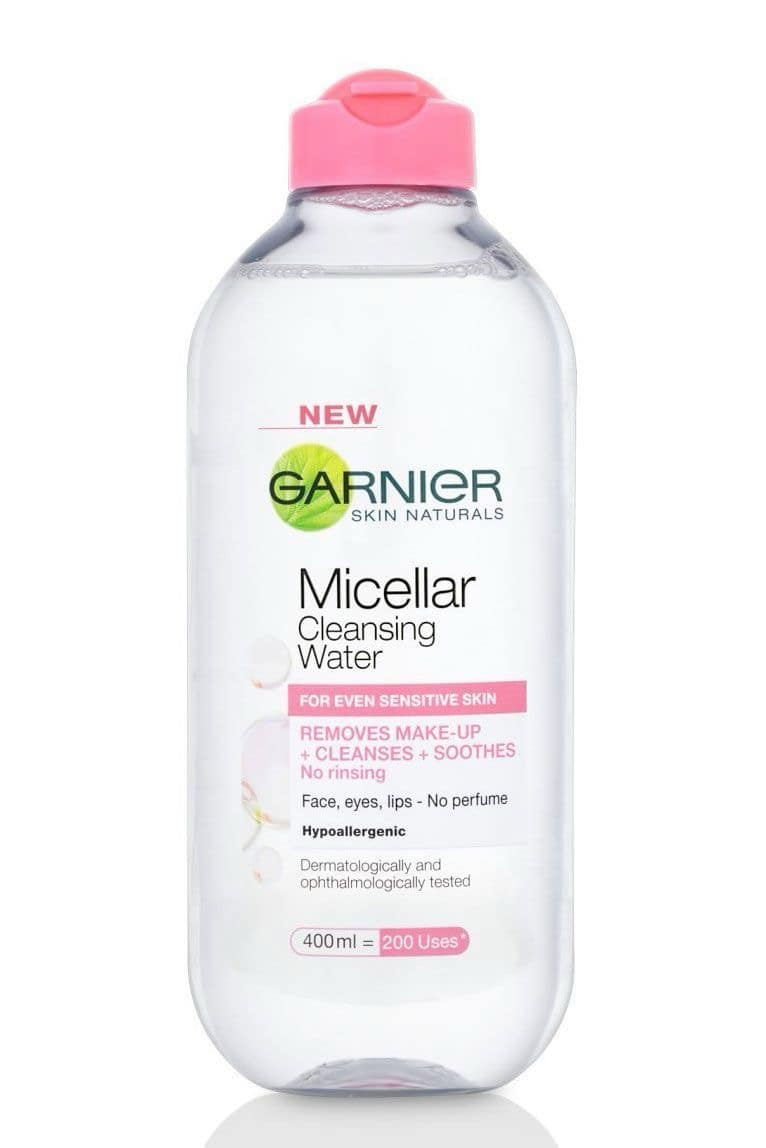 NEW
GARNIER
SKIN NATURALS
Micellar
Cleansing
Water
FOR EVEN SENSITIVE SKIN
REMOVES MAKE-UP
+ CLEANSES + SOOTHES
No rinsing
Face, eyes, lips - No perfume
Hypoallergenic
Dermatologically and
ophthalmologically tested
400ml = 200 Uses*